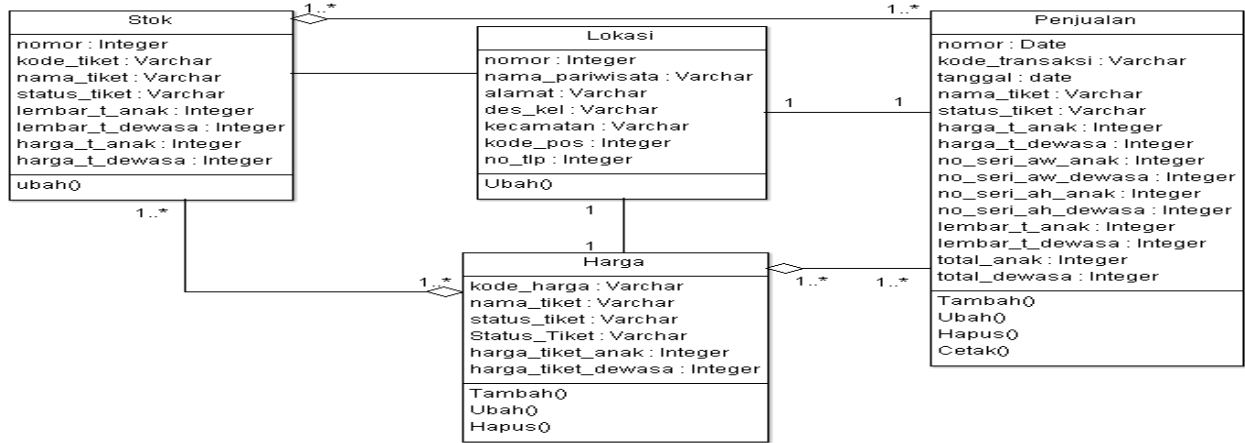 Stok
nomor : Integer
kode_tiket : Varchar
nama_tiket : Varchar
status_tiket : Varchar
lembar_t_anak : Integer
lembar_t_dewasa : Integer
harga_t_anak : Integer
harga_t_dewasa : Integer
ubah()
1..*
1..*
Lokasi
nomor : Integer
nama_pariwisata : Varchar
alamat : Varchar
des_kel : Varchar
kecamatan : Varchar
kode_pos : Integer
no_tlp : Integer
Ubah()
1
1
Penjualan
nomor : Date
kode_transaksi : Varchar
tanggal : date
nama_tiket : Varchar
status_tiket : Varchar
harga_t_anak : Integer
harga_t_dewasa : Integer
no_seri_aw_anak : Integer
no_seri_aw_dewasa : Integer
no_seri_ah_anak : Integer
no_seri_ah_dewasa : Integer
lembar_t_anak : Integer
lembar_t_dewasa : Integer
total_anak : Integer
total_dewasa : Integer
Tambah()
Ubah()
Hapus()
Cetak()
1..*
1
1
1..*
Harga
kode_harga : Varchar
nama_tiket : Varchar
status_tiket : Varchar
Status_Tiket : Varchar
harga_tiket_anak : Integer
harga_tiket_dewasa : Integer
Tambah()
Ubah()
Hapus()
1..*
1..*